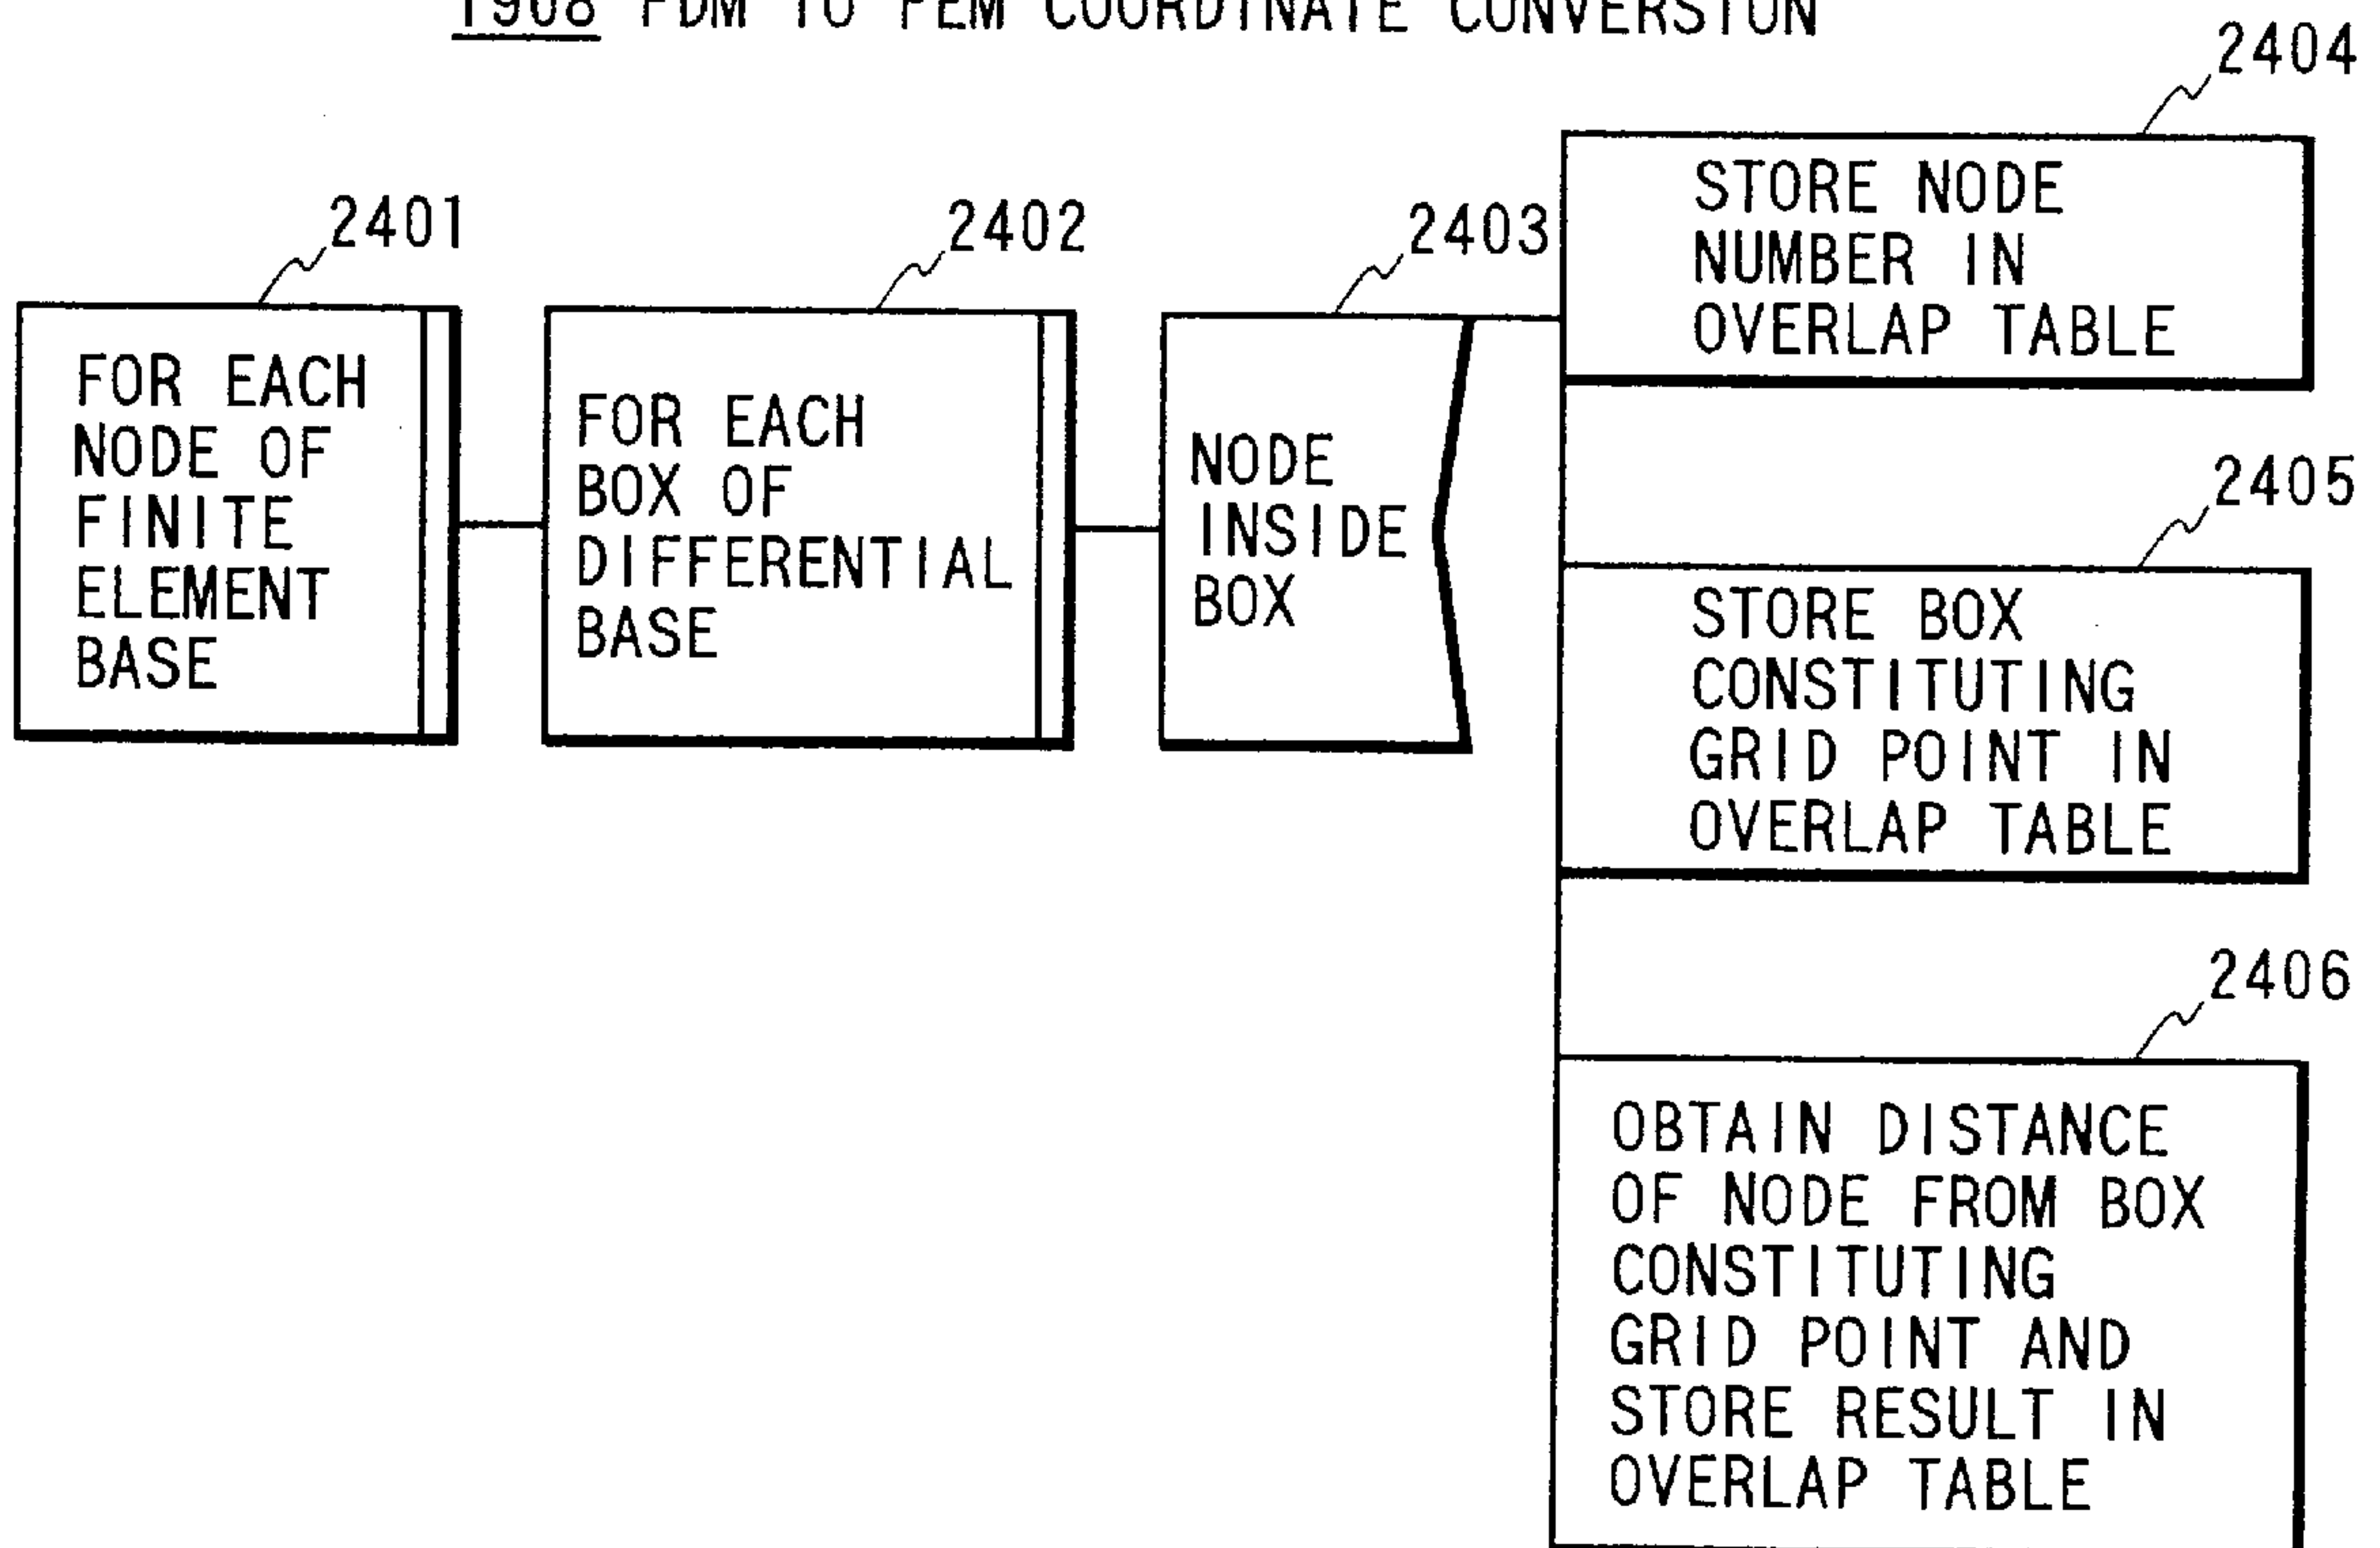 1908 FDM TO FEM COORDINATE CONVERSION
2404
STORE NODE
NUMBER IN
OVERLAP TABLE
2401
FOR EACH
NODE OF
FINITE
ELEMENT
BASE
2402
FOR EACH
BOX OF
DIFFERENTIAL
BASE
2403
NODE
INSIDE
BOX
2405
STORE BOX
CONSTITUTING
GRID POINT IN
OVERLAP TABLE
2406
OBTAIN DISTANCE
OF NODE FROM BOX
CONSTITUTING
GRID POINT AND
STORE RESULT IN
OVERLAP TABLE